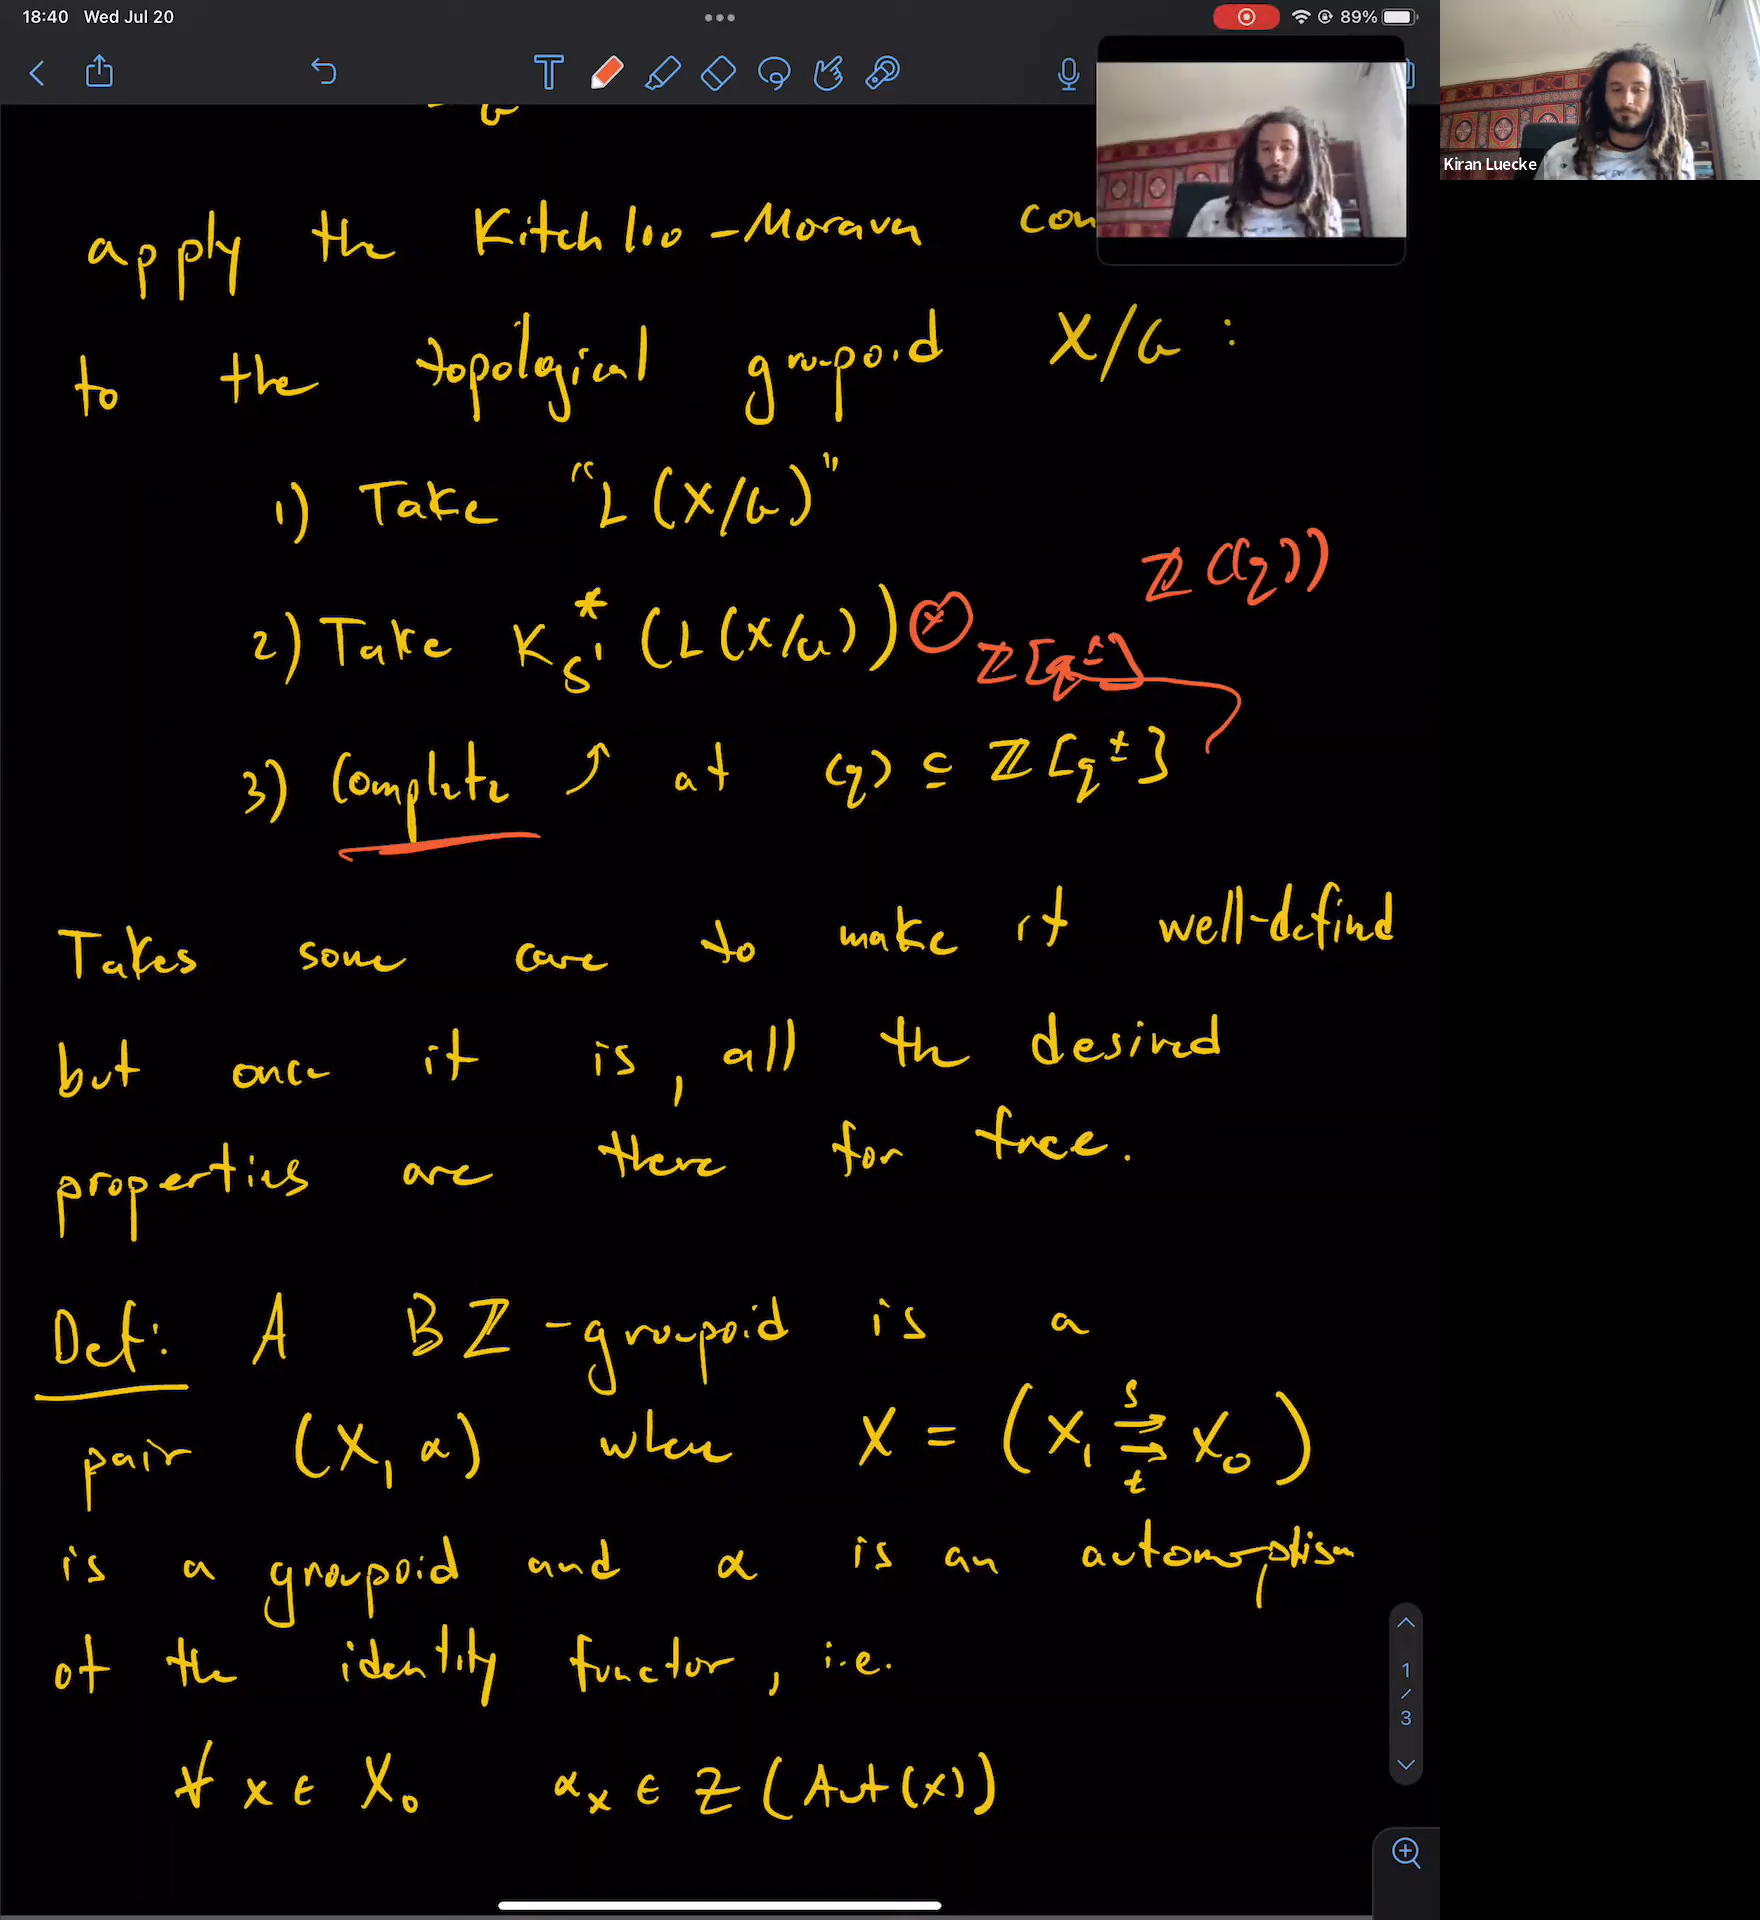 18:40 Wed Jul 20
89%
Kiran Luecke
apply the Kitchloo-Morava con
to the topological groupoid X/G :
1) Take "L(X/G)"
Z((q))
2) Take K*_S¹ (L(X/G)) ⊗ Z[q±]
3) Complete ↑ at (q) ⊆ Z[q±]
Takes some care to make it well-defined
but once it is, all the desired
properties are there for free.
Def: A BZ-groupoid is a
pair (X, α) where X = (X₁ ⇉ X₀)
s
t
is a groupoid and α is an automorphism
of the identity functor, i.e.
∀ x ∈ X₀ αₓ ∈ Z(Aut(x))
1
/
3